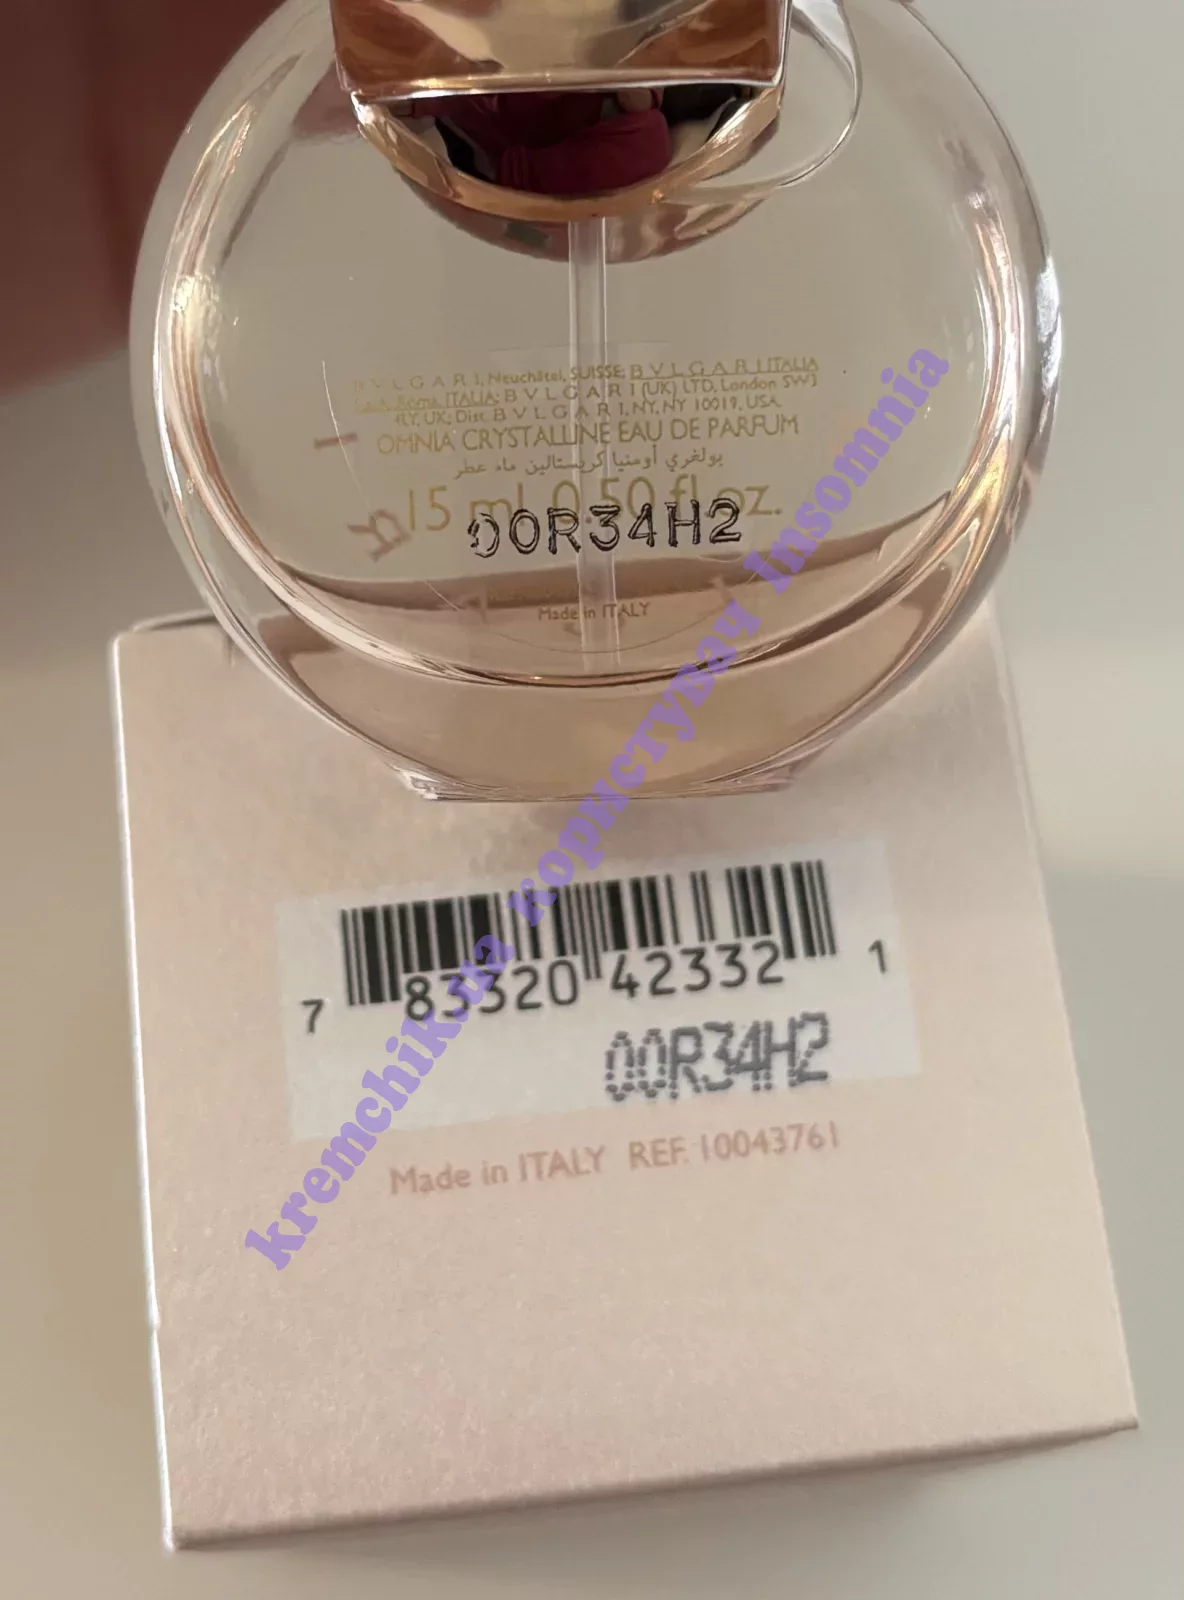 BVLGARI, Neuchâtel, SUISSE; BVLGARI ITALIA
S.p.A. Roma, ITALIA; BVLGARI (UK) LTD, London SW3
4LY, UK; Dist. BVLGARI, NY, NY 10019, USA
OMNIA CRYSTALLINE EAU DE PARFUM
بولغري أومنيا كريستالين ماء عطر
15 ml 0.50 fl.oz.
00R34H2
Made in ITALY
7 83320 42332 1
00R34H2
Made in ITALY REF. 10043761
kremchik.ua користувач Insomnia